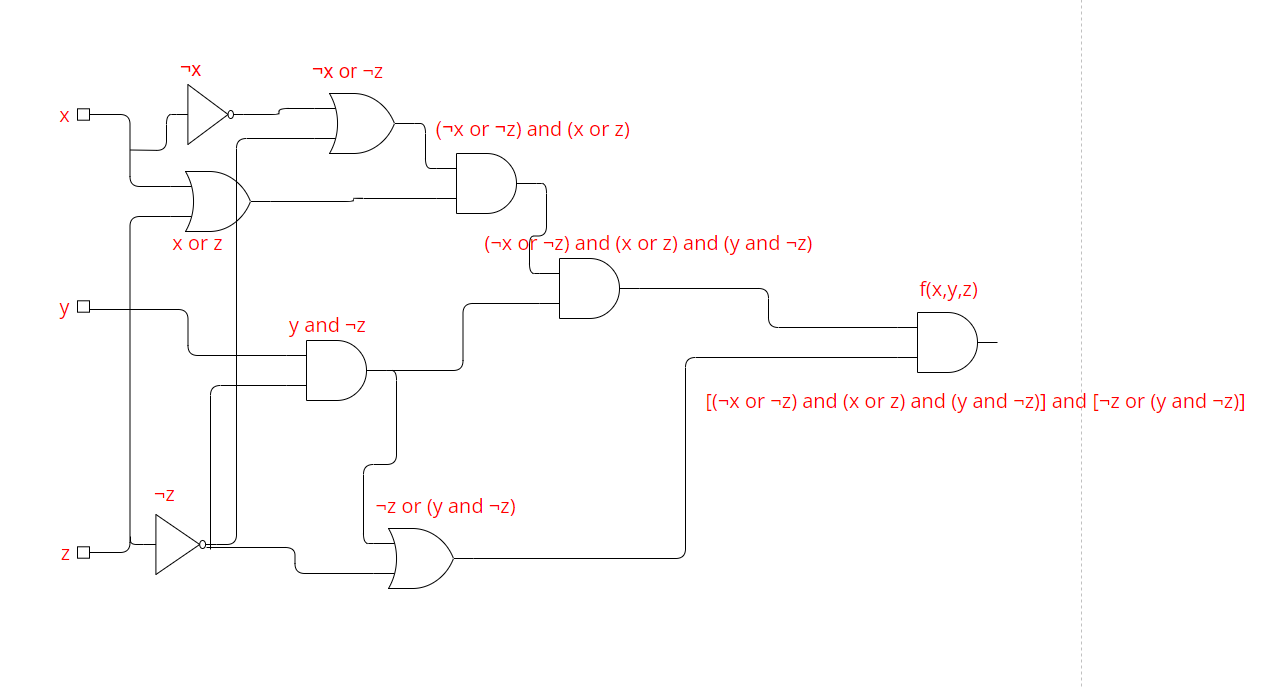 ¬x
¬x or ¬z
x
(¬x or ¬z) and (x or z)
x or z
(¬x or ¬z) and (x or z) and (y and ¬z)
f(x,y,z)
y
y and ¬z
[(¬x or ¬z) and (x or z) and (y and ¬z)] and [¬z or (y and ¬z)]
¬z
¬z or (y and ¬z)
z